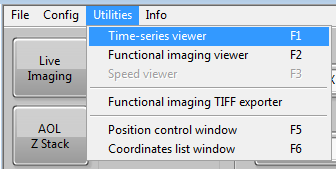 File Config Utilities Info
Time-series viewer F1
Functional imaging viewer F2
Speed viewer F3
Functional imaging TIFF exporter
Position control window F5
Coordinates list window F6
Live
Imaging
AOL
Z Stack